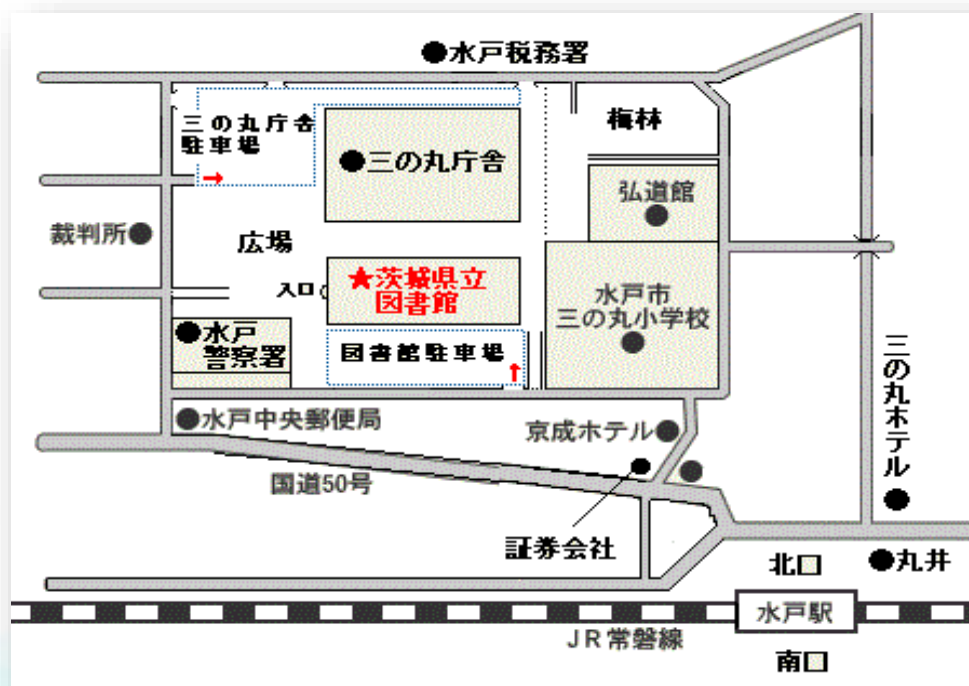 ●水戸税務署
三の丸庁舎
駐車場
→
梅林
●三の丸庁舎
弘道館
●
裁判所●
広場
入口
★茨城県立
図書館
水戸市
三の丸小学校
●
●水戸
警察署
図書館駐車場
↑
三の丸ホテル●
●水戸中央郵便局
京成ホテル●
国道50号
証券会社
北口
●丸井
水戸駅
JR常磐線
南口